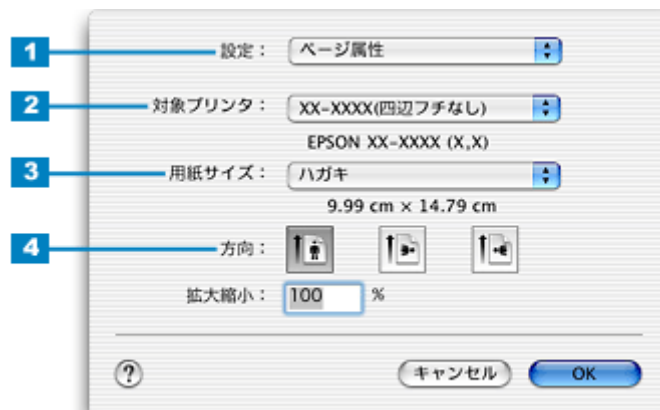 1 設定： ページ属性
2 対象プリンタ： XX-XXXX(四辺フチなし)
EPSON XX-XXXX (X,X)
3 用紙サイズ： ハガキ
9.99 cm × 14.79 cm
4 方向：
拡大縮小： 100 %
? キャンセル OK